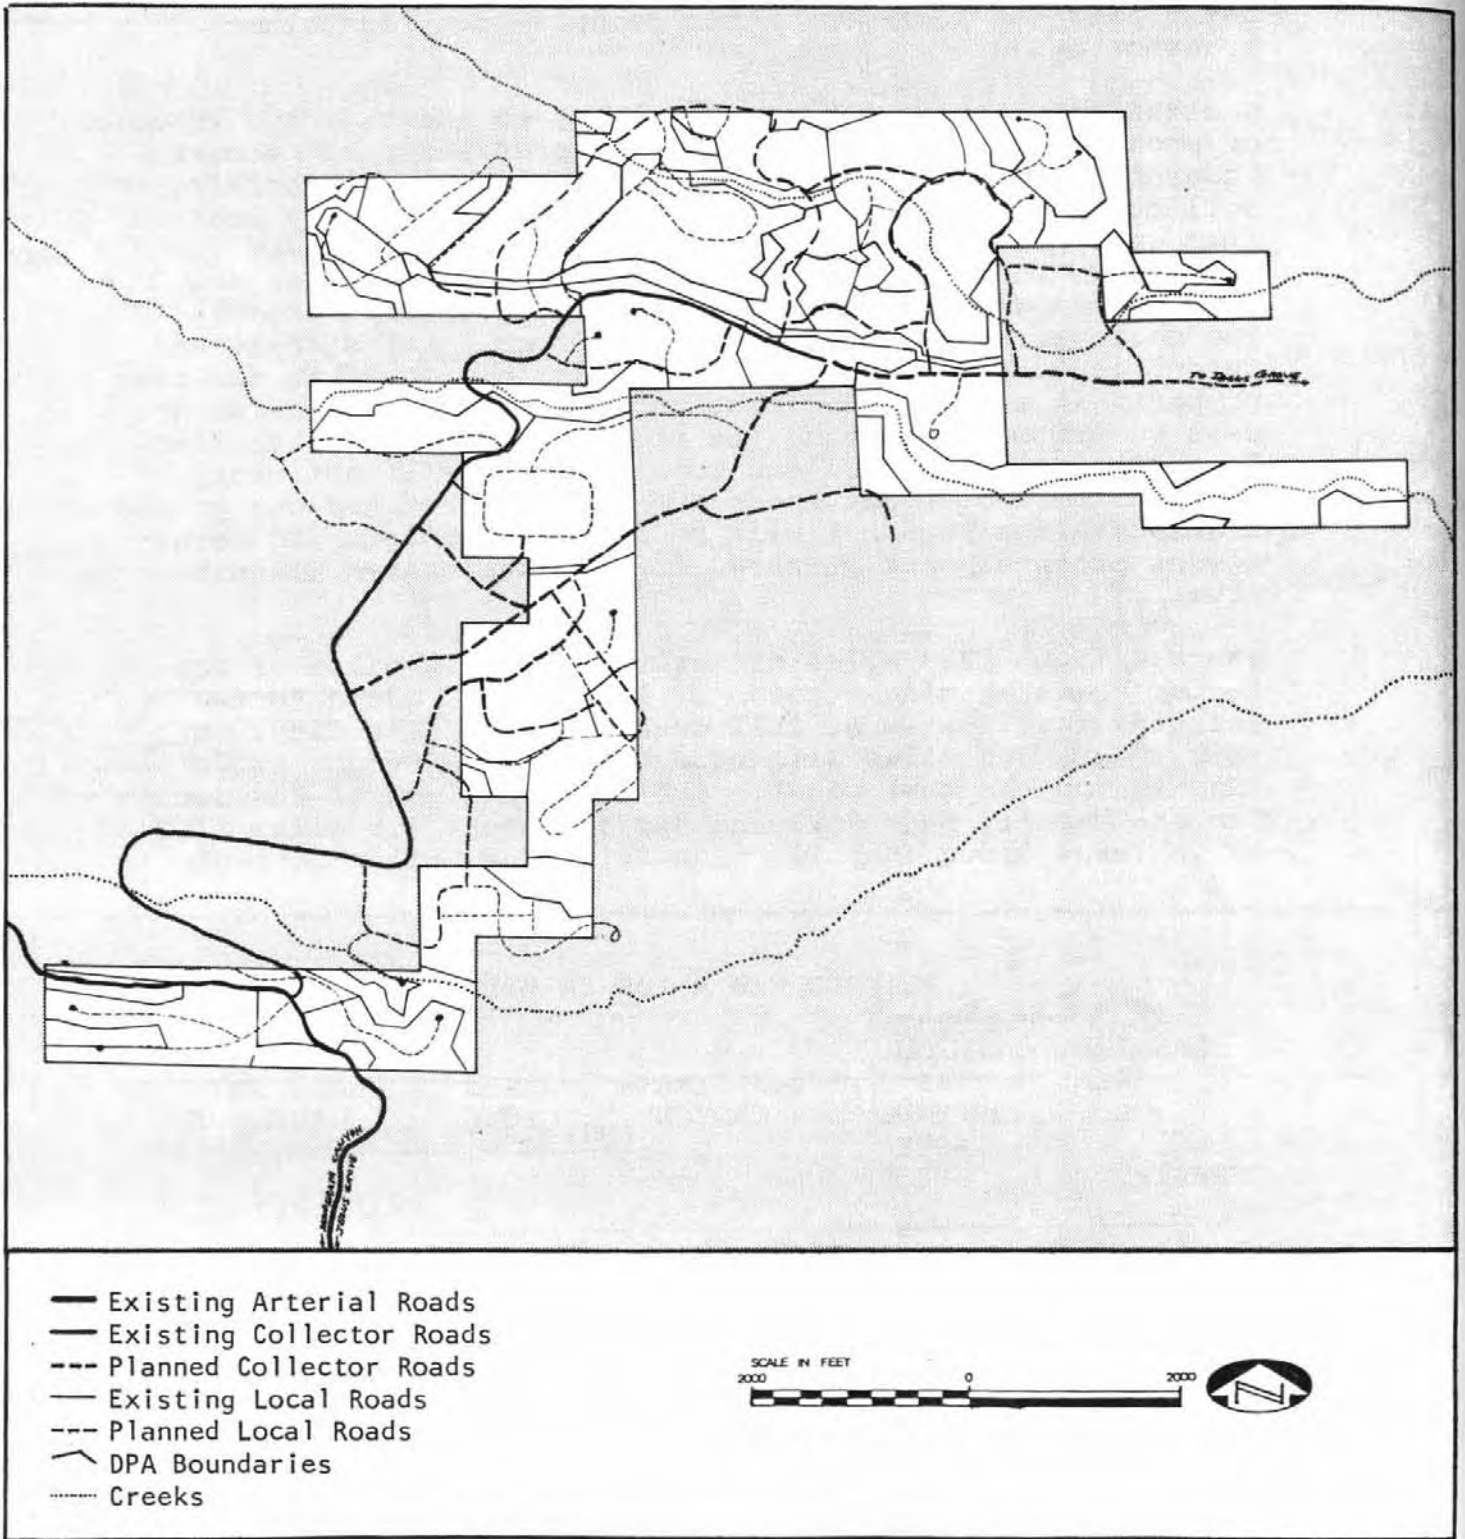 TO
Existing Arterial Roads
Existing Collector Roads
Planned Collector Roads
Existing Local Roads
Planned Local Roads
DPA Boundaries
Creeks
SCALE IN FEET
2000 0 2000
N